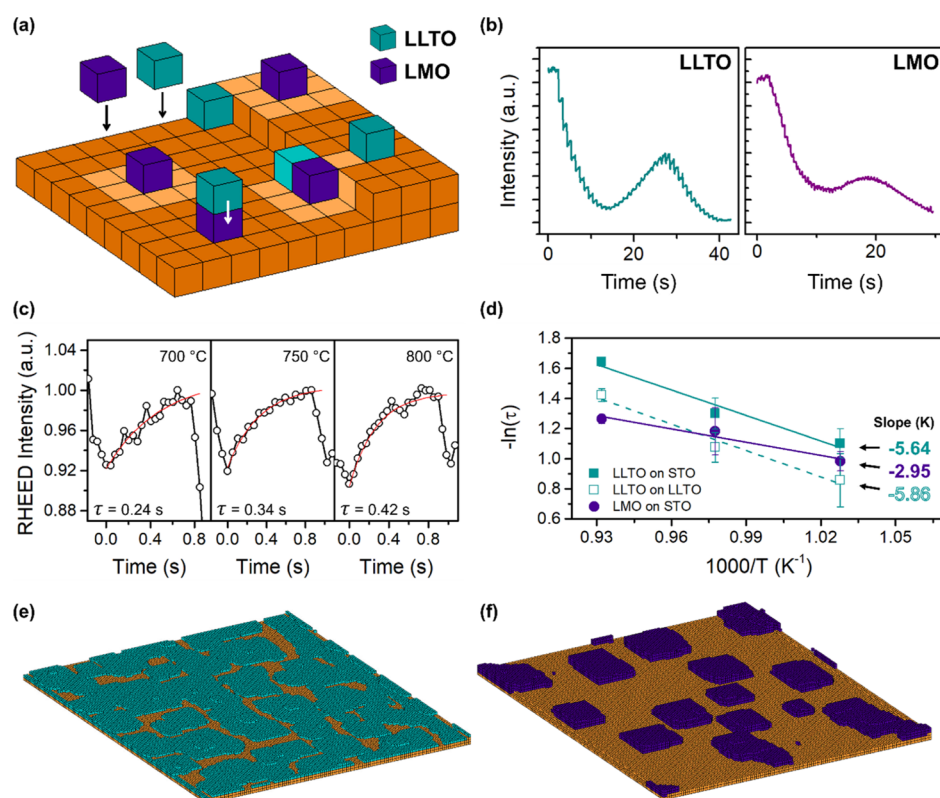 (a)
LLTO
LMO
(b)
LLTO
LMO
Intensity (a.u.)
0 20 40
0 20
Time (s)
Time (s)
(c)
RHEED Intensity (a.u.)
1.04
1.00
0.96
0.92
0.88
700 °C
750 °C
800 °C
τ = 0.24 s
τ = 0.34 s
τ = 0.42 s
0.0 0.4 0.8
0.0 0.4 0.8
0.0 0.4 0.8
Time (s)
Time (s)
Time (s)
(d)
-ln(τ)
1.8
1.6
1.4
1.2
1.0
0.8
0.6
Slope (K)
-5.64
-2.95
-5.86
LLTO on STO
LLTO on LLTO
LMO on STO
0.93 0.96 0.99 1.02 1.05
1000/T (K⁻¹)
(e)
(f)